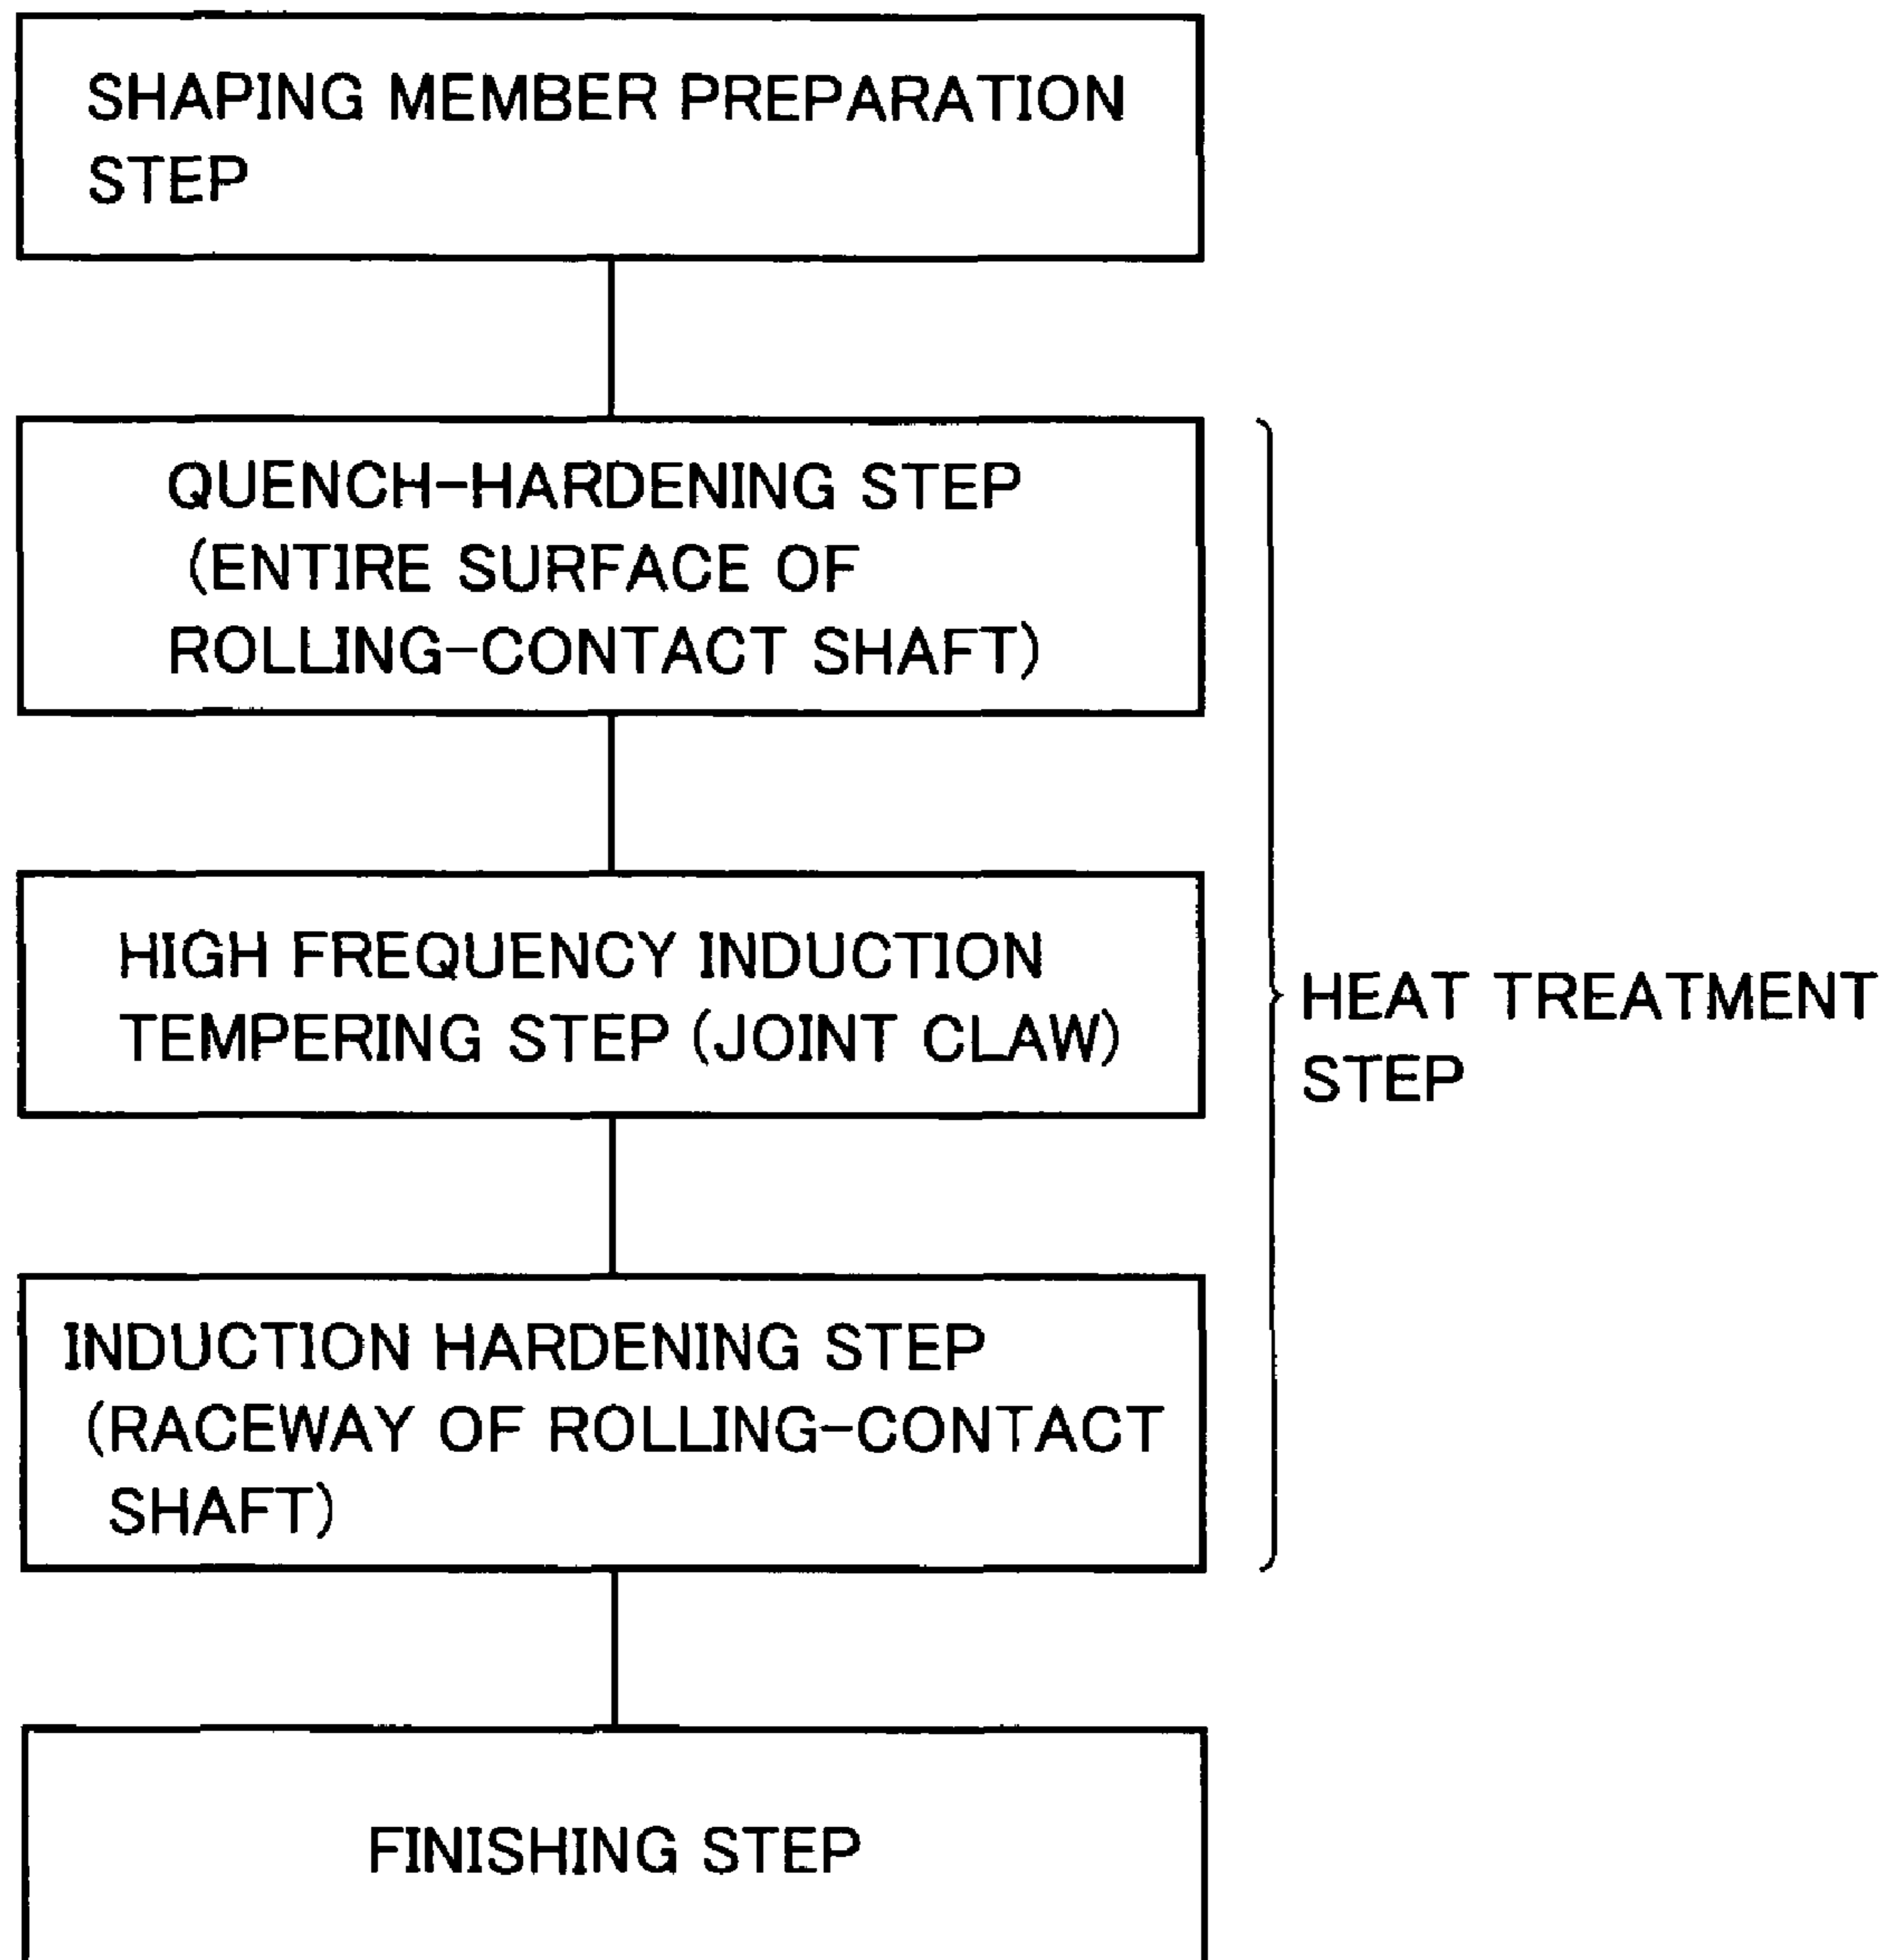 SHAPING MEMBER PREPARATION
STEP
QUENCH-HARDENING STEP
(ENTIRE SURFACE OF
ROLLING-CONTACT SHAFT)
HIGH FREQUENCY INDUCTION
TEMPERING STEP (JOINT CLAW)
HEAT TREATMENT
STEP
INDUCTION HARDENING STEP
(RACEWAY OF ROLLING-CONTACT
SHAFT)
FINISHING STEP